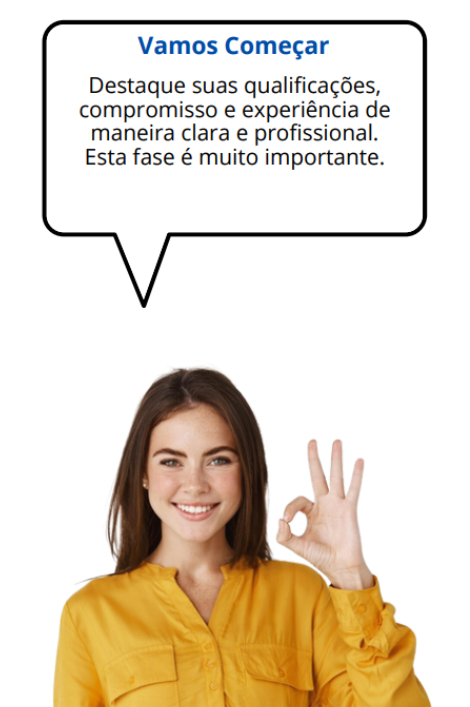 Vamos Começar
Destaque suas qualificações,
compromisso e experiência de
maneira clara e profissional.
Esta fase é muito importante.